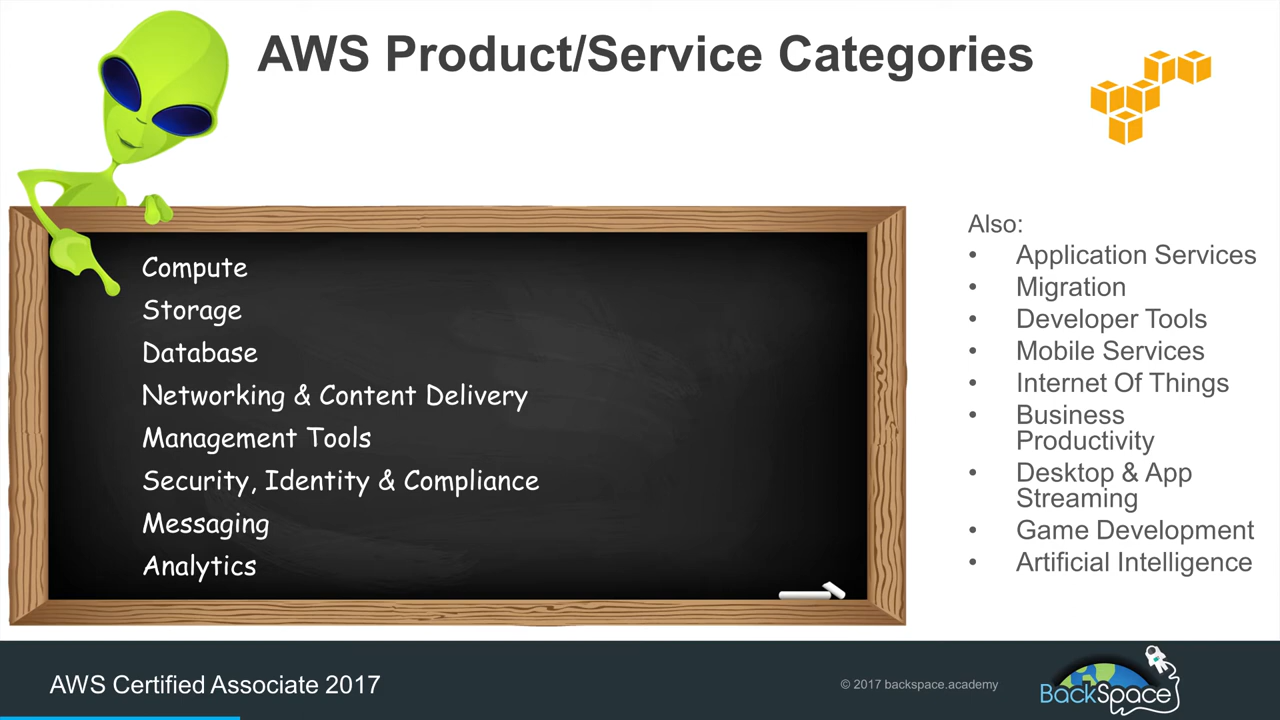 AWS Product/Service Categories
Compute
Storage
Database
Networking & Content Delivery
Management Tools
Security, Identity & Compliance
Messaging
Analytics
Also:
• Application Services
• Migration
• Developer Tools
• Mobile Services
• Internet Of Things
• Business
Productivity
• Desktop & App
Streaming
• Game Development
• Artificial Intelligence
AWS Certified Associate 2017
© 2017 backspace.academy
BackSpace